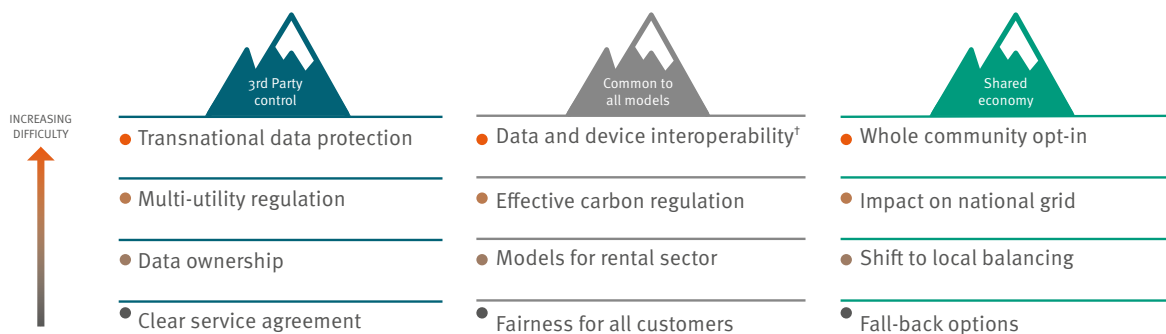 3rd Party
control
Common to
all models
Shared
economy
INCREASING
DIFFICULTY
Transnational data protection
Data and device interoperability†
Whole community opt-in
Multi-utility regulation
Effective carbon regulation
Impact on national grid
Data ownership
Models for rental sector
Shift to local balancing
Clear service agreement
Fairness for all customers
Fall-back options